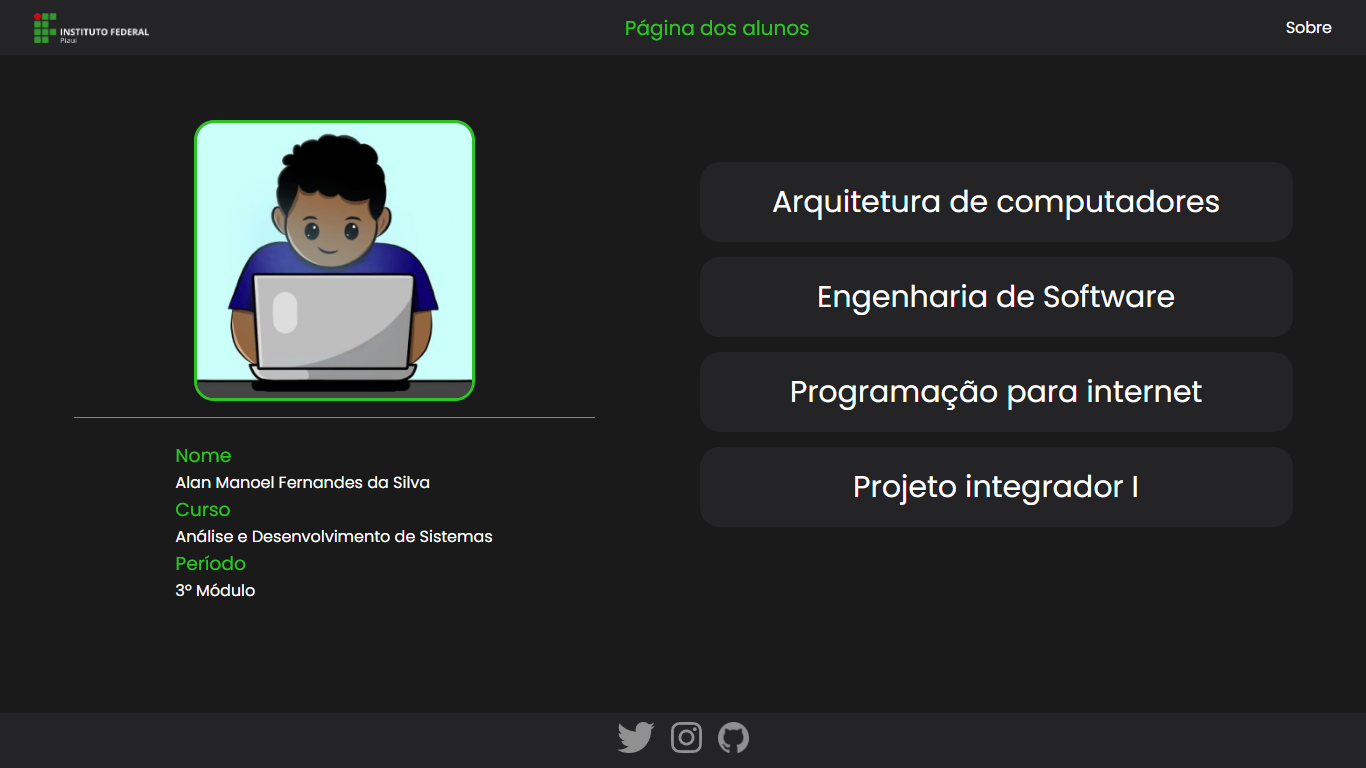 INSTITUTO FEDERAL
Piauí
Página dos alunos
Sobre
Nome
Alan Manoel Fernandes da Silva
Curso
Análise e Desenvolvimento de Sistemas
Período
3º Módulo
Arquitetura de computadores
Engenharia de Software
Programação para internet
Projeto integrador I